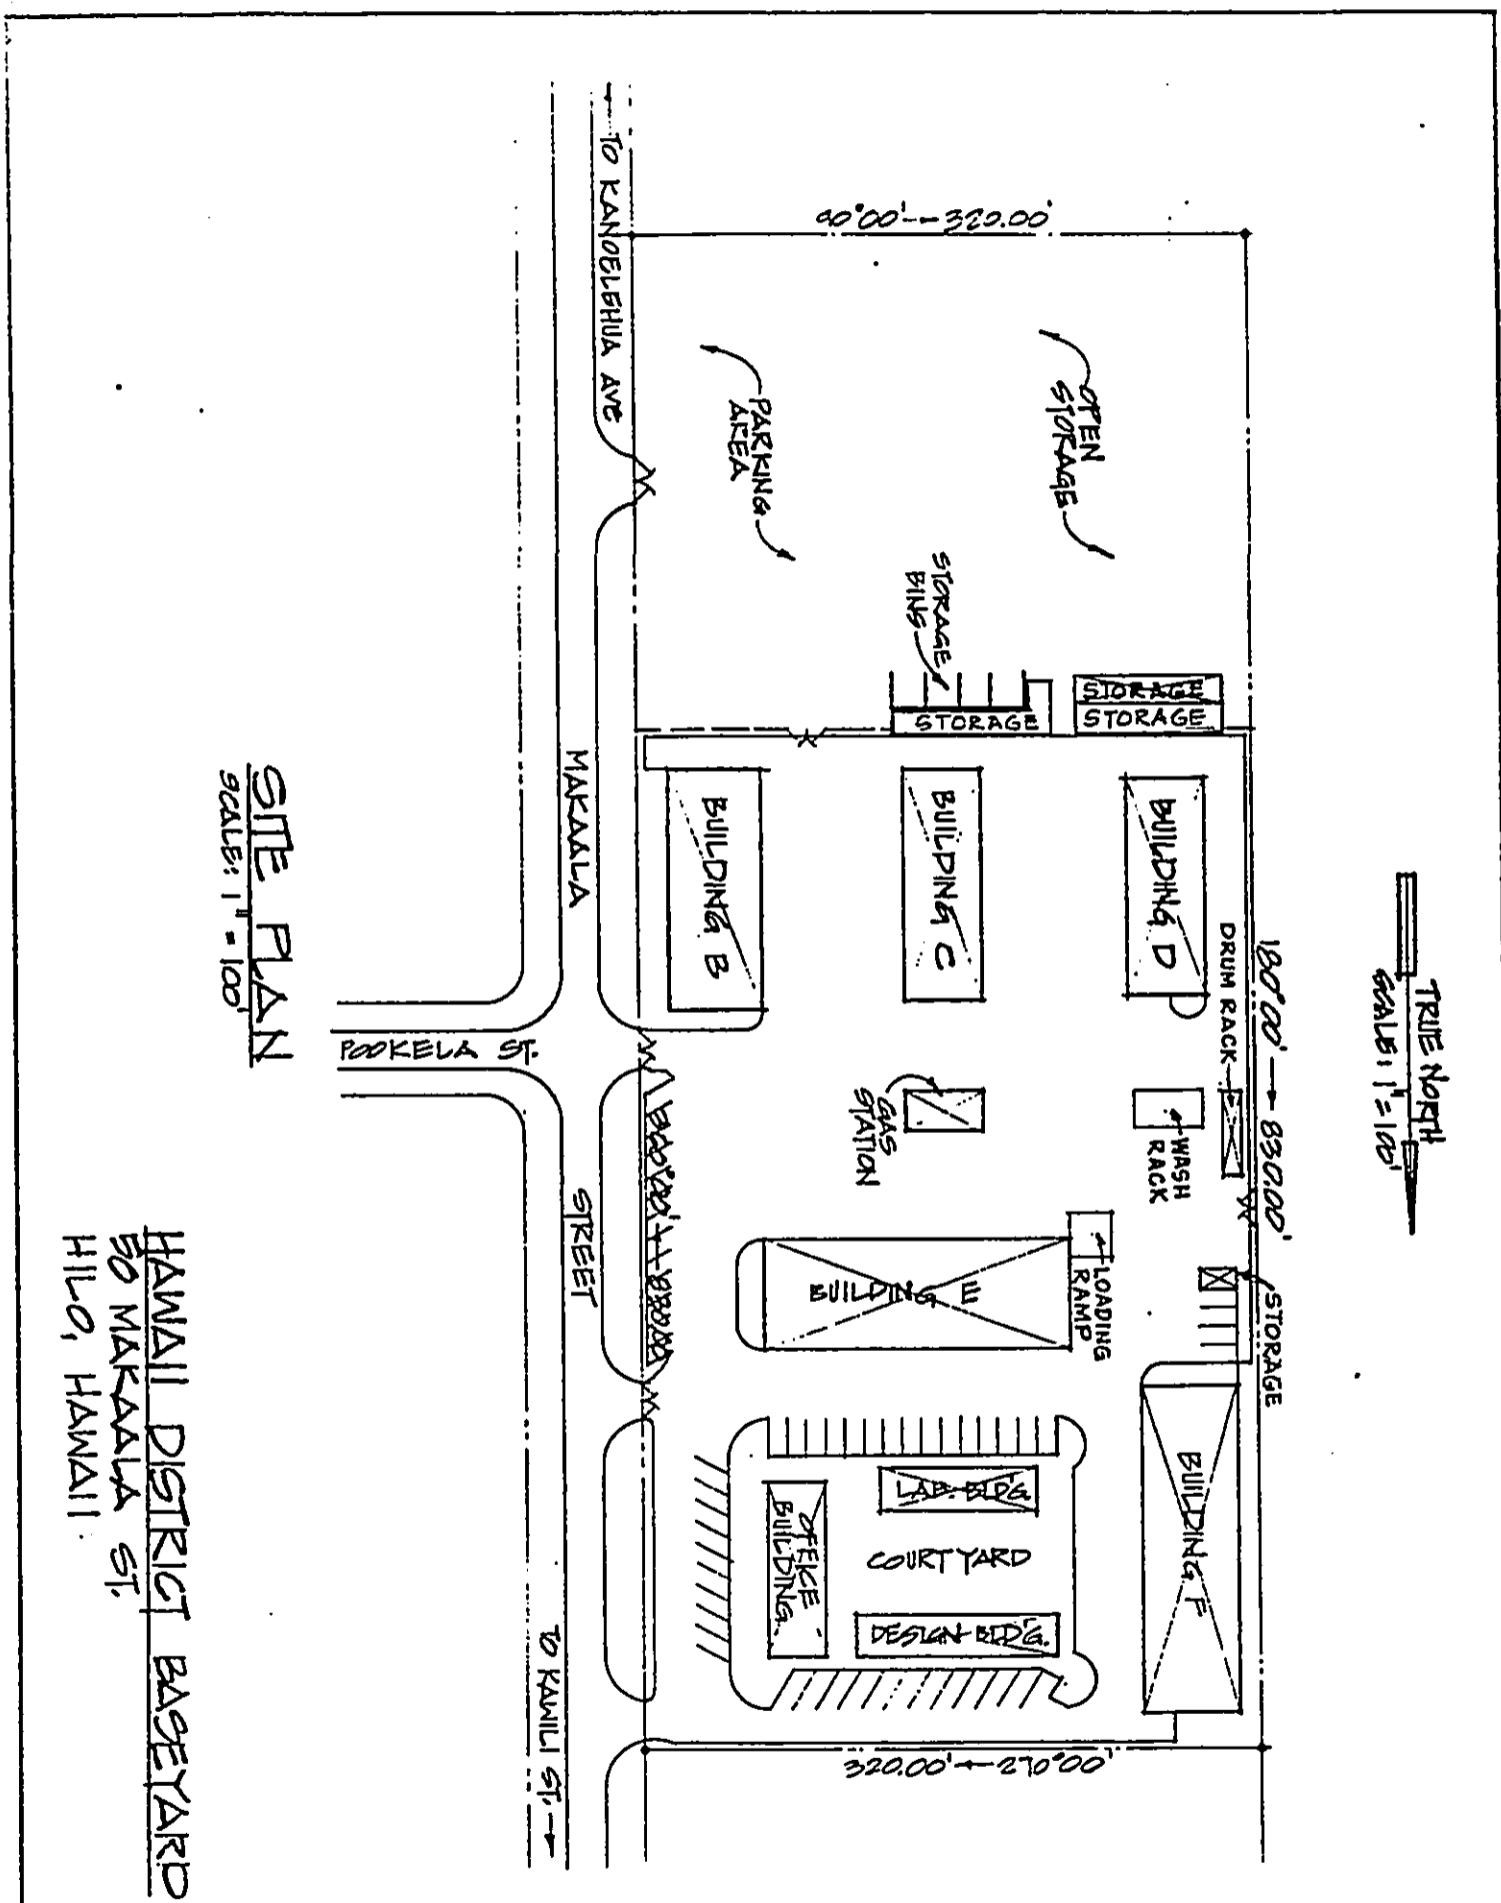 TRUE NORTH
SCALE: 1" = 100'
180°00' → 830.00'
90°00' ← 320.00'
OPEN
STORAGE
PARKING
AREA
← TO KANOELEHUA AVE
STORAGE
BINS
STORAGE
STORAGE
STORAGE
BUILDING D
BUILDING C
BUILDING B
DRUM RACK
WASH
RACK
GAS
STATION
STORAGE
LOADING
RAMP
BUILDING E
BUILDING F
LAB. BLDG.
OFFICE
BUILDING
COURTYARD
DESIGN BLDG.
320.00' ← 270°00'
MAKAALA
STREET
POOKELA ST.
TO KAWILI ST. →
SITE PLAN
SCALE: 1" = 100'
HAWAII DISTRICT BASEYARD
50 MAKAALA ST.
HILO, HAWAII.